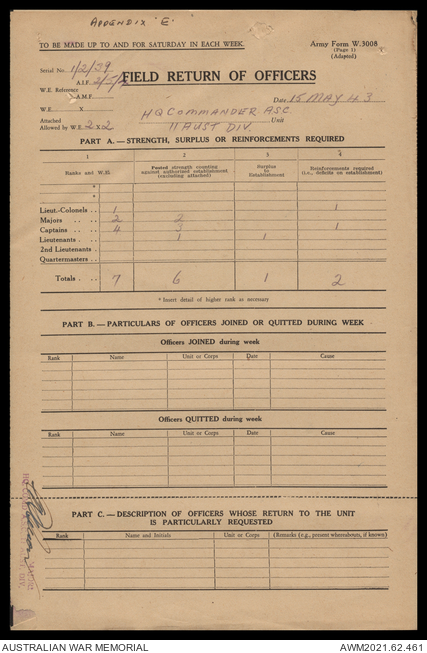 APPENDIX 'E'
TO BE MADE UP TO AND FOR SATURDAY IN EACH WEEK.
Army Form W.3008
(Page 1)
(Adapted)
Serial No. 1/2/29
FIELD RETURN OF OFFICERS
A.I.F. 2/5/2
W.E. Reference
A.M.F.
Date 15 MAY 43
W.E. X
HQ COMMANDER ASC Unit
Attached
Allowed by W.E. 2 X 2
11 AUST DIV
PART A.—STRENGTH, SURPLUS OR REINFORCEMENTS REQUIRED
1 2 3 4
Ranks and W.E. Posted strength counting against authorised establishment (excluding attached) Surplus to Establishment Reinforcements required (i.e., deficits on establishment)
*
*
Lieut.-Colonels . . 1 1
Majors . . 2 2
Captains . . 4 3 1
Lieutenants . . 1 1
2nd Lieutenants .
Quartermasters . .
Totals . . 7 6 1 2
* Insert detail of higher rank as necessary
PART B.—PARTICULARS OF OFFICERS JOINED OR QUITTED DURING WEEK
Officers JOINED during week
Rank Name Unit or Corps Date Cause
Officers QUITTED during week
Rank Name Unit or Corps Date Cause
PART C.—DESCRIPTION OF OFFICERS WHOSE RETURN TO THE UNIT
IS PARTICULARLY REQUESTED
Rank Name and Initials Unit or Corps (Remarks (e.g., present whereabouts, if known)
AUSTRALIAN WAR MEMORIAL
AWM2021.62.461